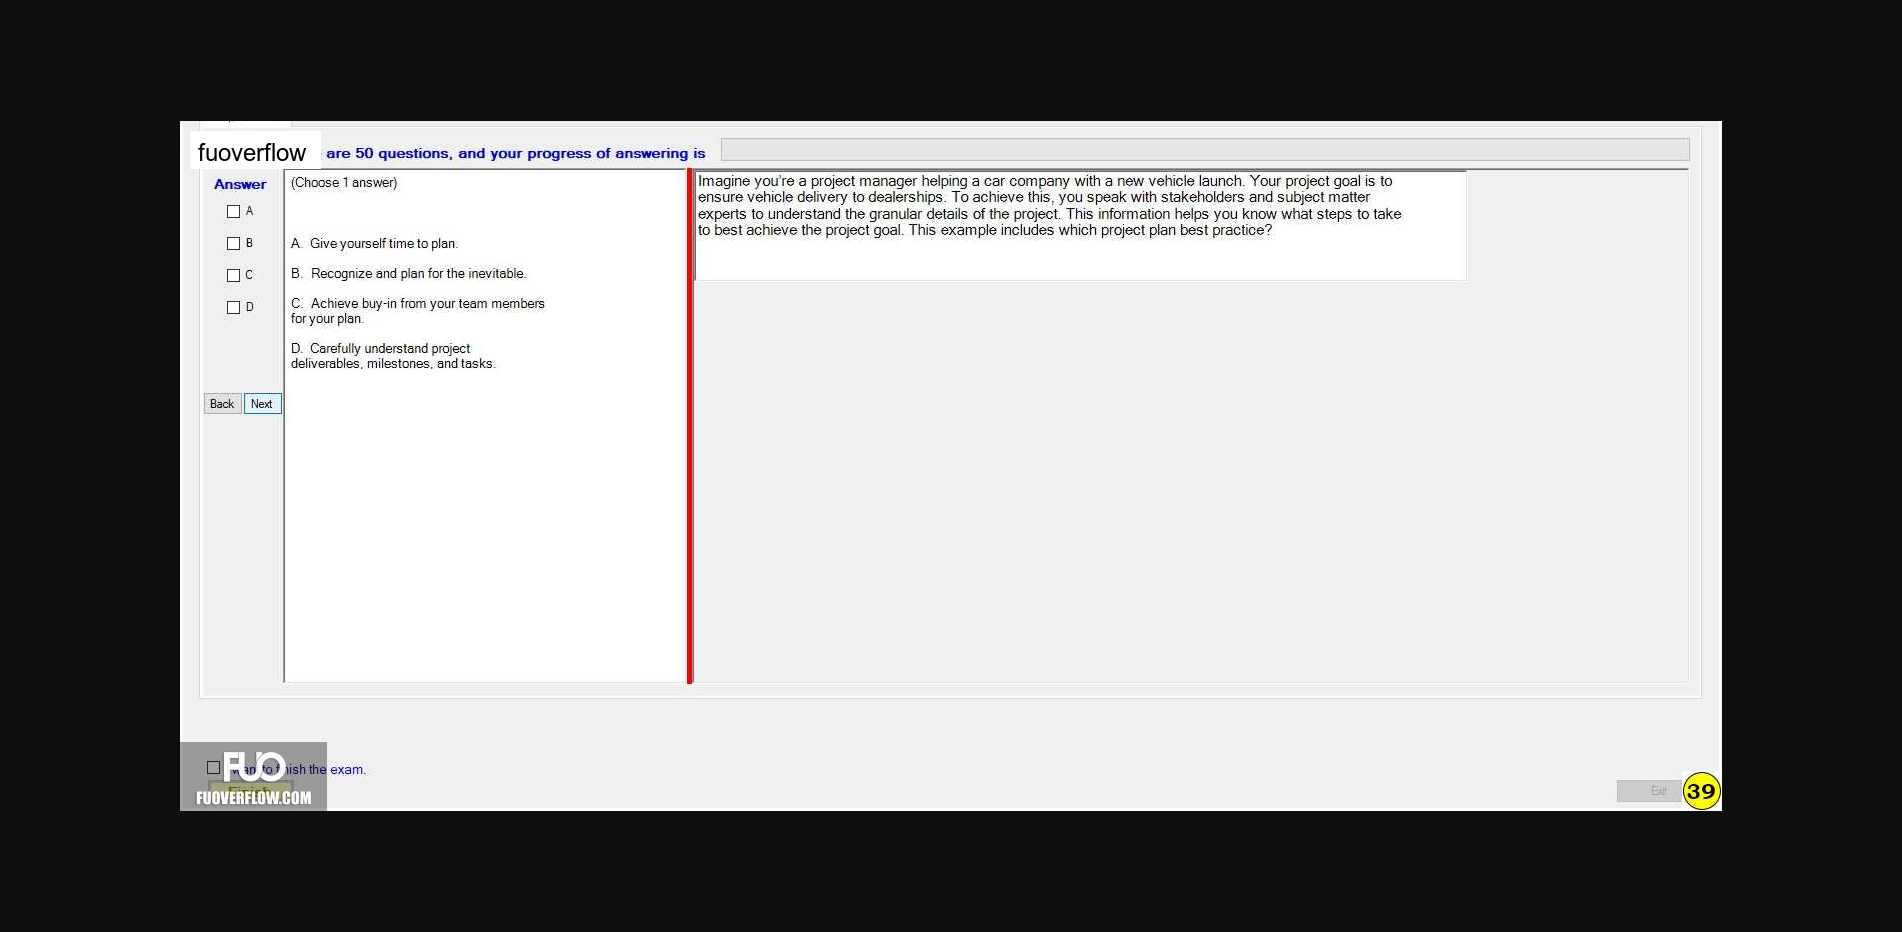 fuoverflow are 50 questions, and your progress of answering is
Answer
A
B
C
D
Back Next
(Choose 1 answer)
A. Give yourself time to plan.
B. Recognize and plan for the inevitable.
C. Achieve buy-in from your team members
for your plan.
D. Carefully understand project
deliverables, milestones, and tasks.
Imagine you're a project manager helping a car company with a new vehicle launch. Your project goal is to
ensure vehicle delivery to dealerships. To achieve this, you speak with stakeholders and subject matter
experts to understand the granular details of the project. This information helps you know what steps to take
to best achieve the project goal. This example includes which project plan best practice?
FUO
want to finish the exam.
Finish
FUOVERFLOW.COM
Exit
39